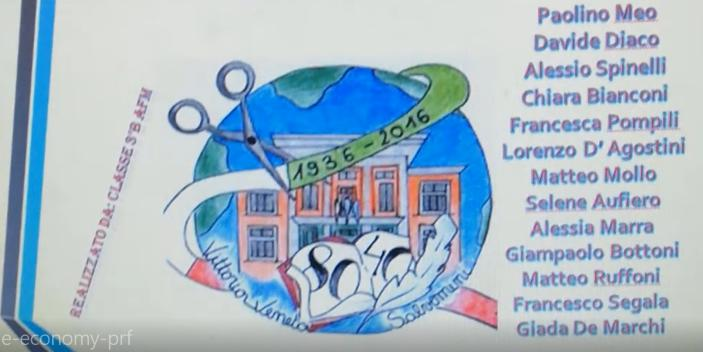 Paolino Meo
Davide Diaco
Alessio Spinelli
Chiara Bianconi
Francesca Pompili
Lorenzo D' Agostini
Matteo Mollo
Selene Aufiero
Alessia Marra
Giampaolo Bottoni
Matteo Ruffoni
Francesco Segala
Giada De Marchi
REALIZZATO DA: CLASSE 3°B AFM
1936-2016
80 40
Vittorio Veneto Salvemini
e-economy-prf